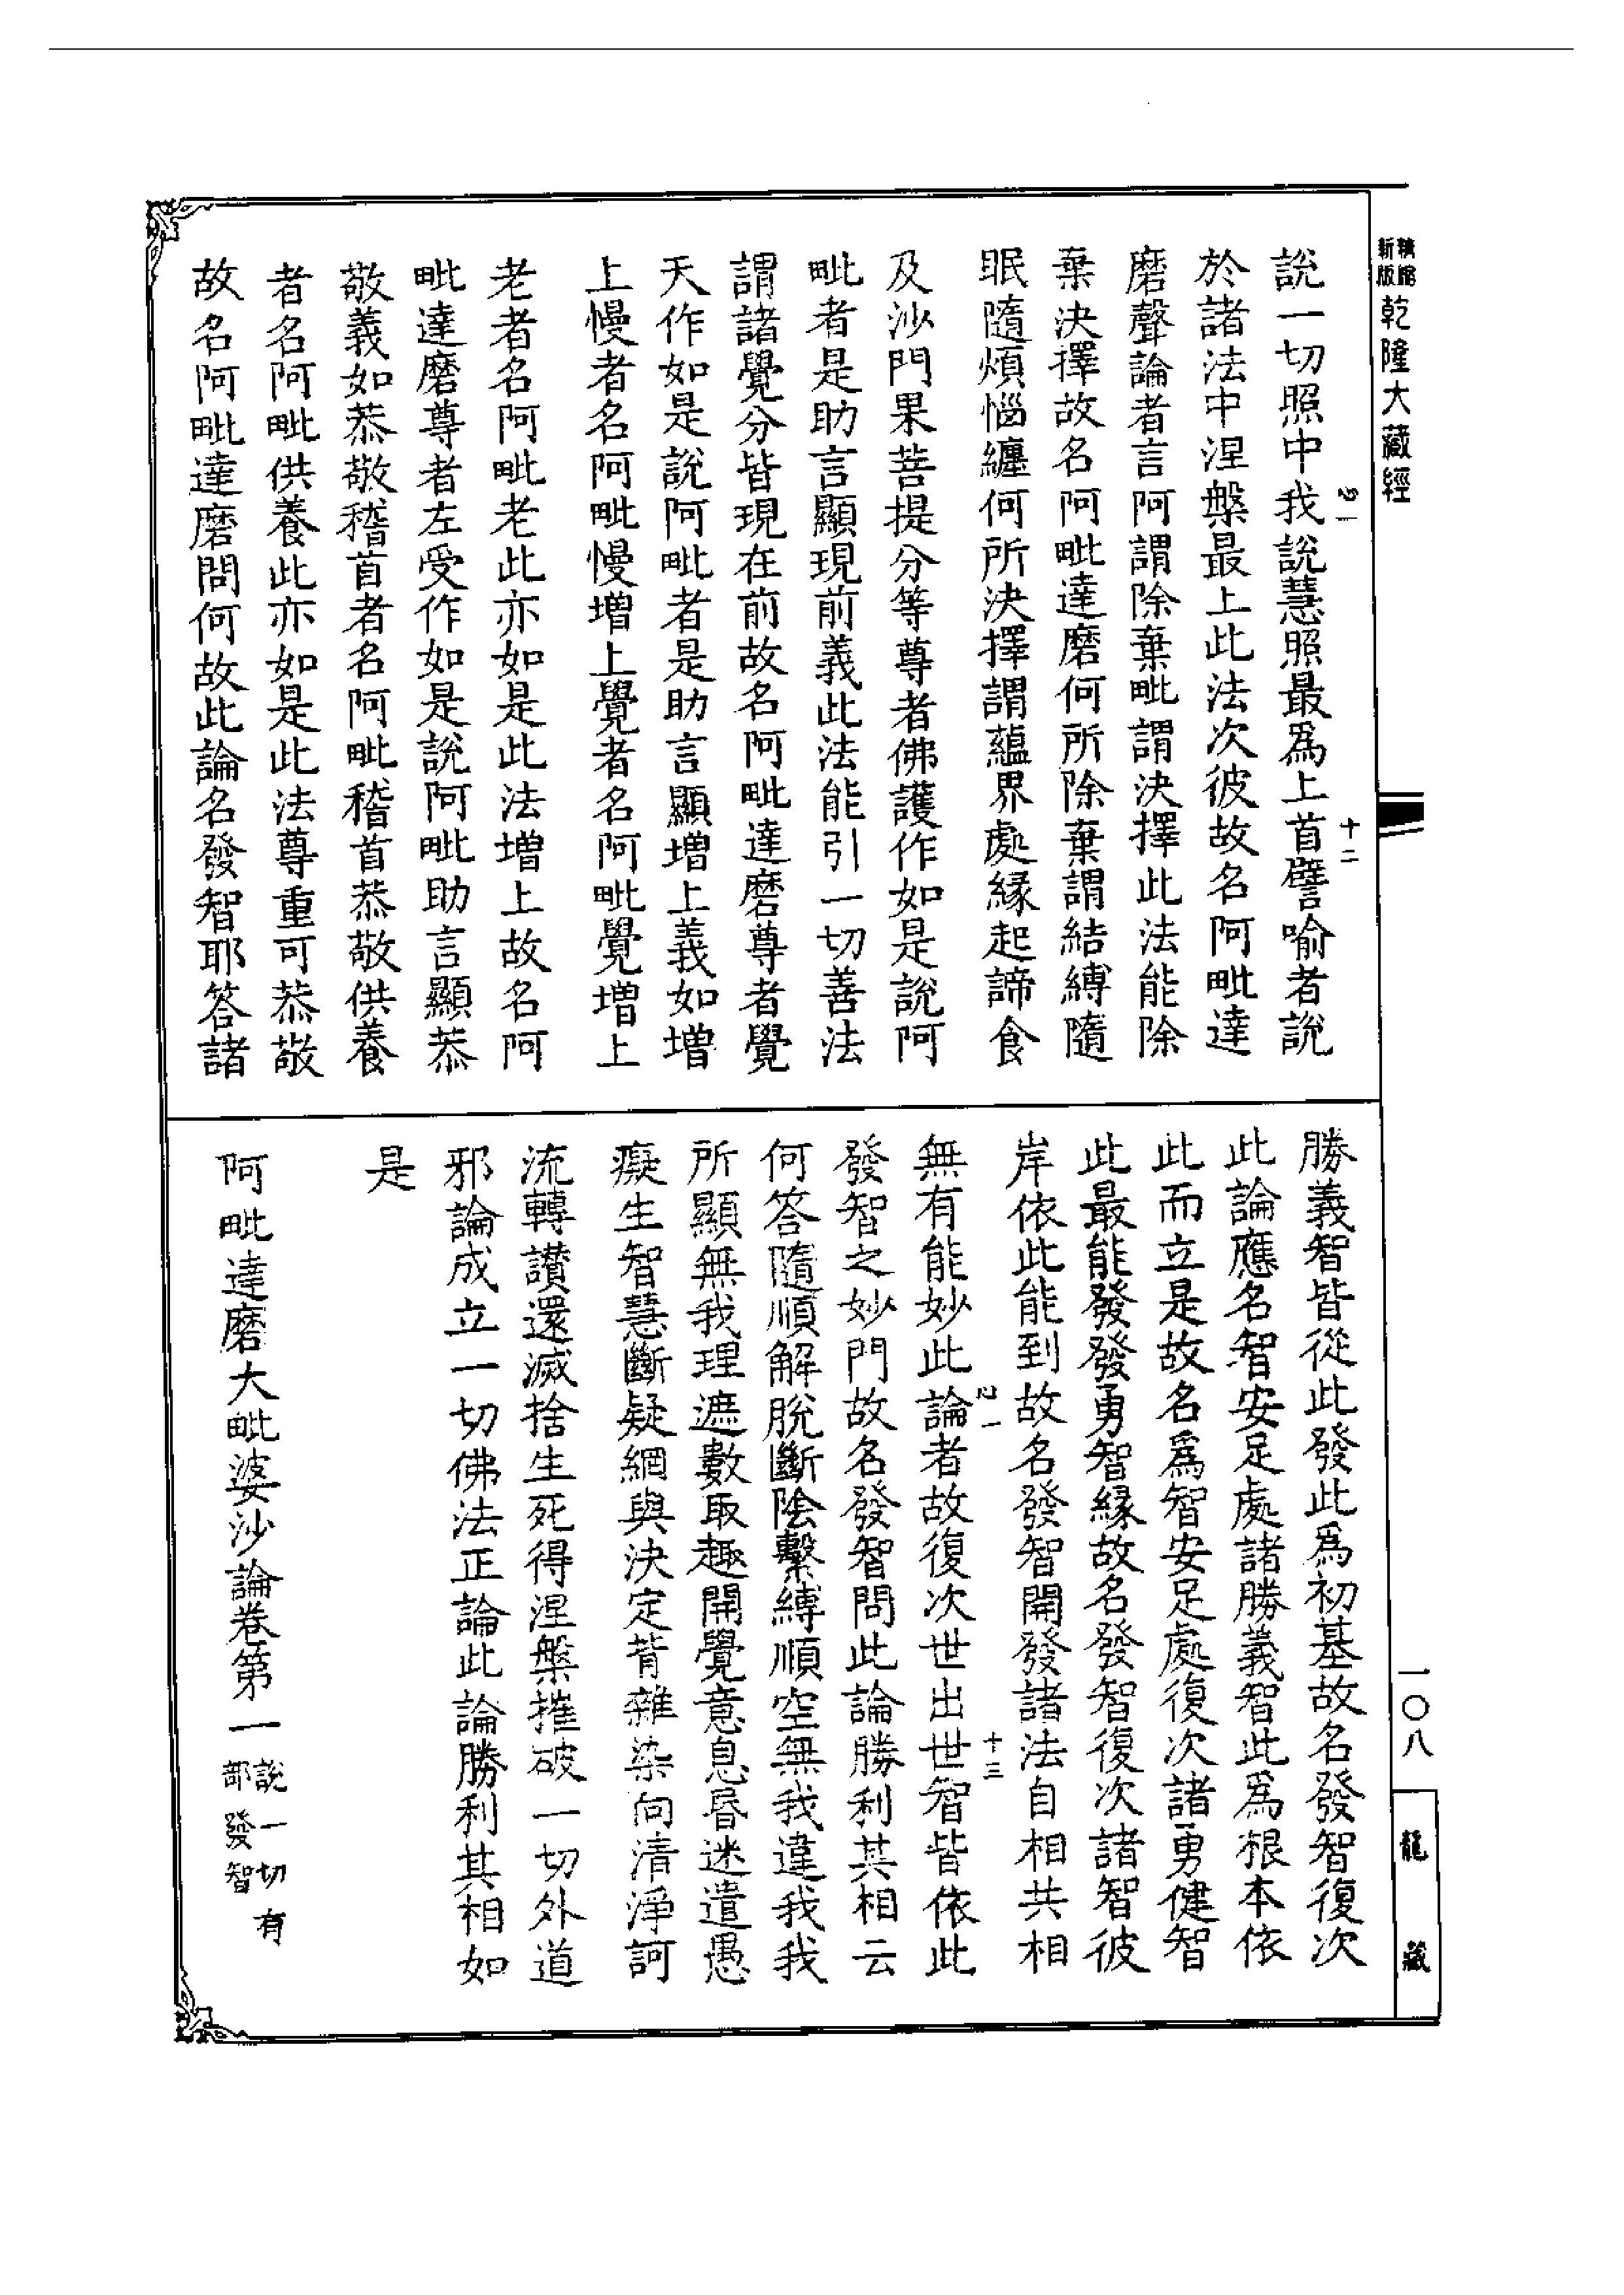 新版
乾隆大藏經
說一切照中我說慧照最為上首譬喻者說
於諸法中涅槃最上此法次彼故名阿毗達
磨聲論者言阿謂除棄毗謂決擇此法能除
棄決擇故名阿毗達磨何所除棄謂結縛隨
眠隨煩惱纏何所決擇謂蘊界處緣起諦食
及沙門果菩提分等尊者佛護作如是說阿
毗者是助言顯現前義此法能引一切善法
謂諸覺分皆現在前故名阿毗達磨尊者覺
天作如是說阿毗者是助言顯增上義如增
上慢者名阿毗慢增上覺者名阿毗覺增上
老者名阿毗老此亦如是此法增上故名阿
毗達磨尊者左受作如是說阿毗助言顯恭
敬義如恭敬稽首者名阿毗稽首恭敬供養
者名阿毗供養此亦如是此法尊重可恭敬
故名阿毗達磨問何故此論名發智耶答諸
十二
勝義智皆從此發此為初基故名發智復次
此論應名智安足處諸勝義智此為根本依
此而立是故名為智安足處復次諸勇健智
此最能發發勇智緣故名發智復次諸智彼
岸依此能到故名發智開發諸法自相共相
無有能妙此論者故復次世出世智皆依此
發智之妙門故名發智問此論勝利其相云
何答隨順解脫斷除繫縛順空無我違我我
所顯無我理遮數取趣開覺意息昏迷遣愚
癡生智慧斷疑網與決定背雜染向清淨訶
流轉讚還滅捨生死得涅槃摧破一切外道
邪論成立一切佛法正論此論勝利其相如
是
十三
阿毗達磨大毗婆沙論卷第一
說一切有
部發智
一〇八
龍藏